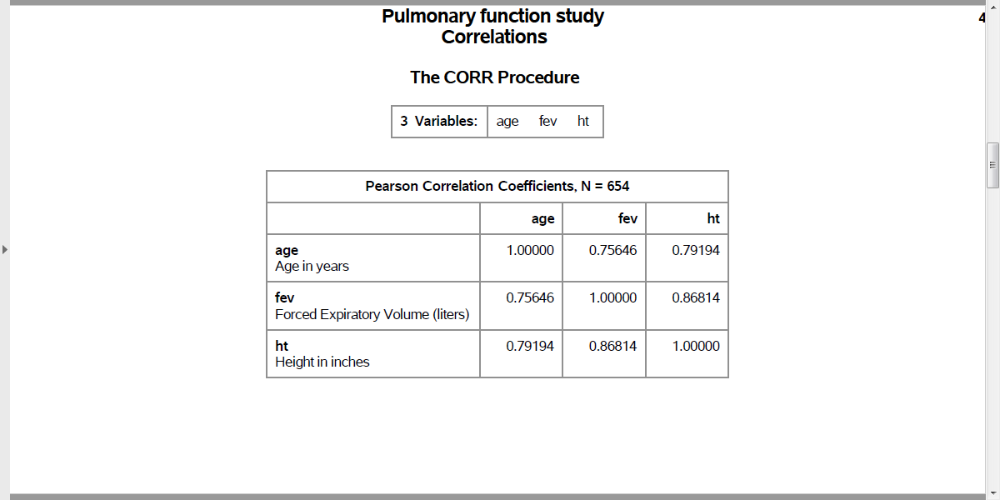 Pulmonary function study
4
Correlations
The CORR Procedure
3 Variables: age fev ht
Pearson Correlation Coefficients, N = 654
age fev ht
age 1.00000 0.75646 0.79194
Age in years
fev 0.75646 1.00000 0.86814
Forced Expiratory Volume (liters)
ht 0.79194 0.86814 1.00000
Height in inches